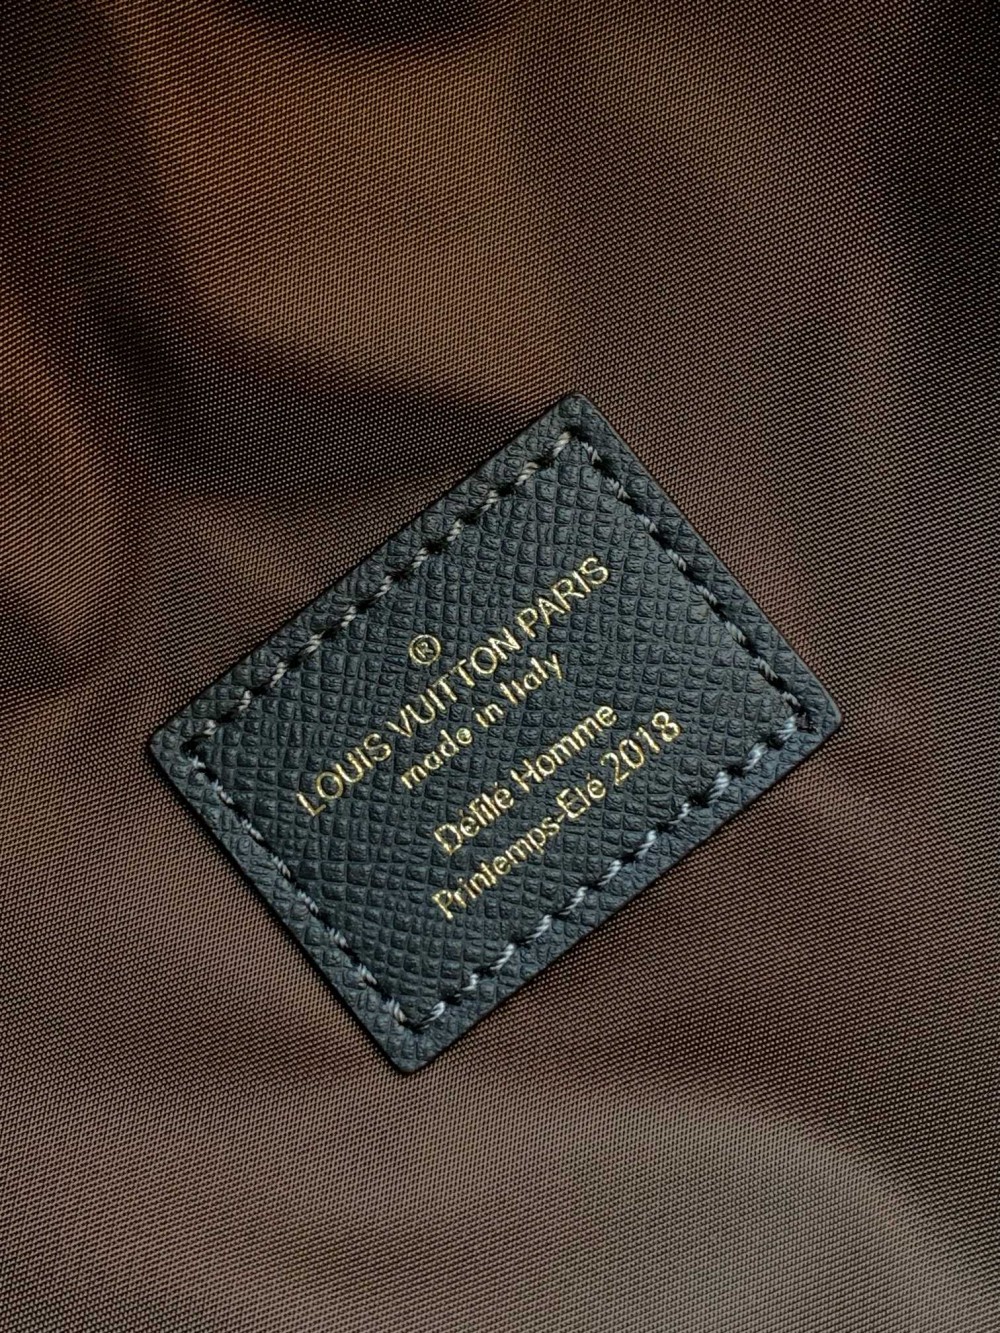 ®
LOUIS VUITTON PARIS
made in Italy
Défilé Homme
Printemps-Eté 2018